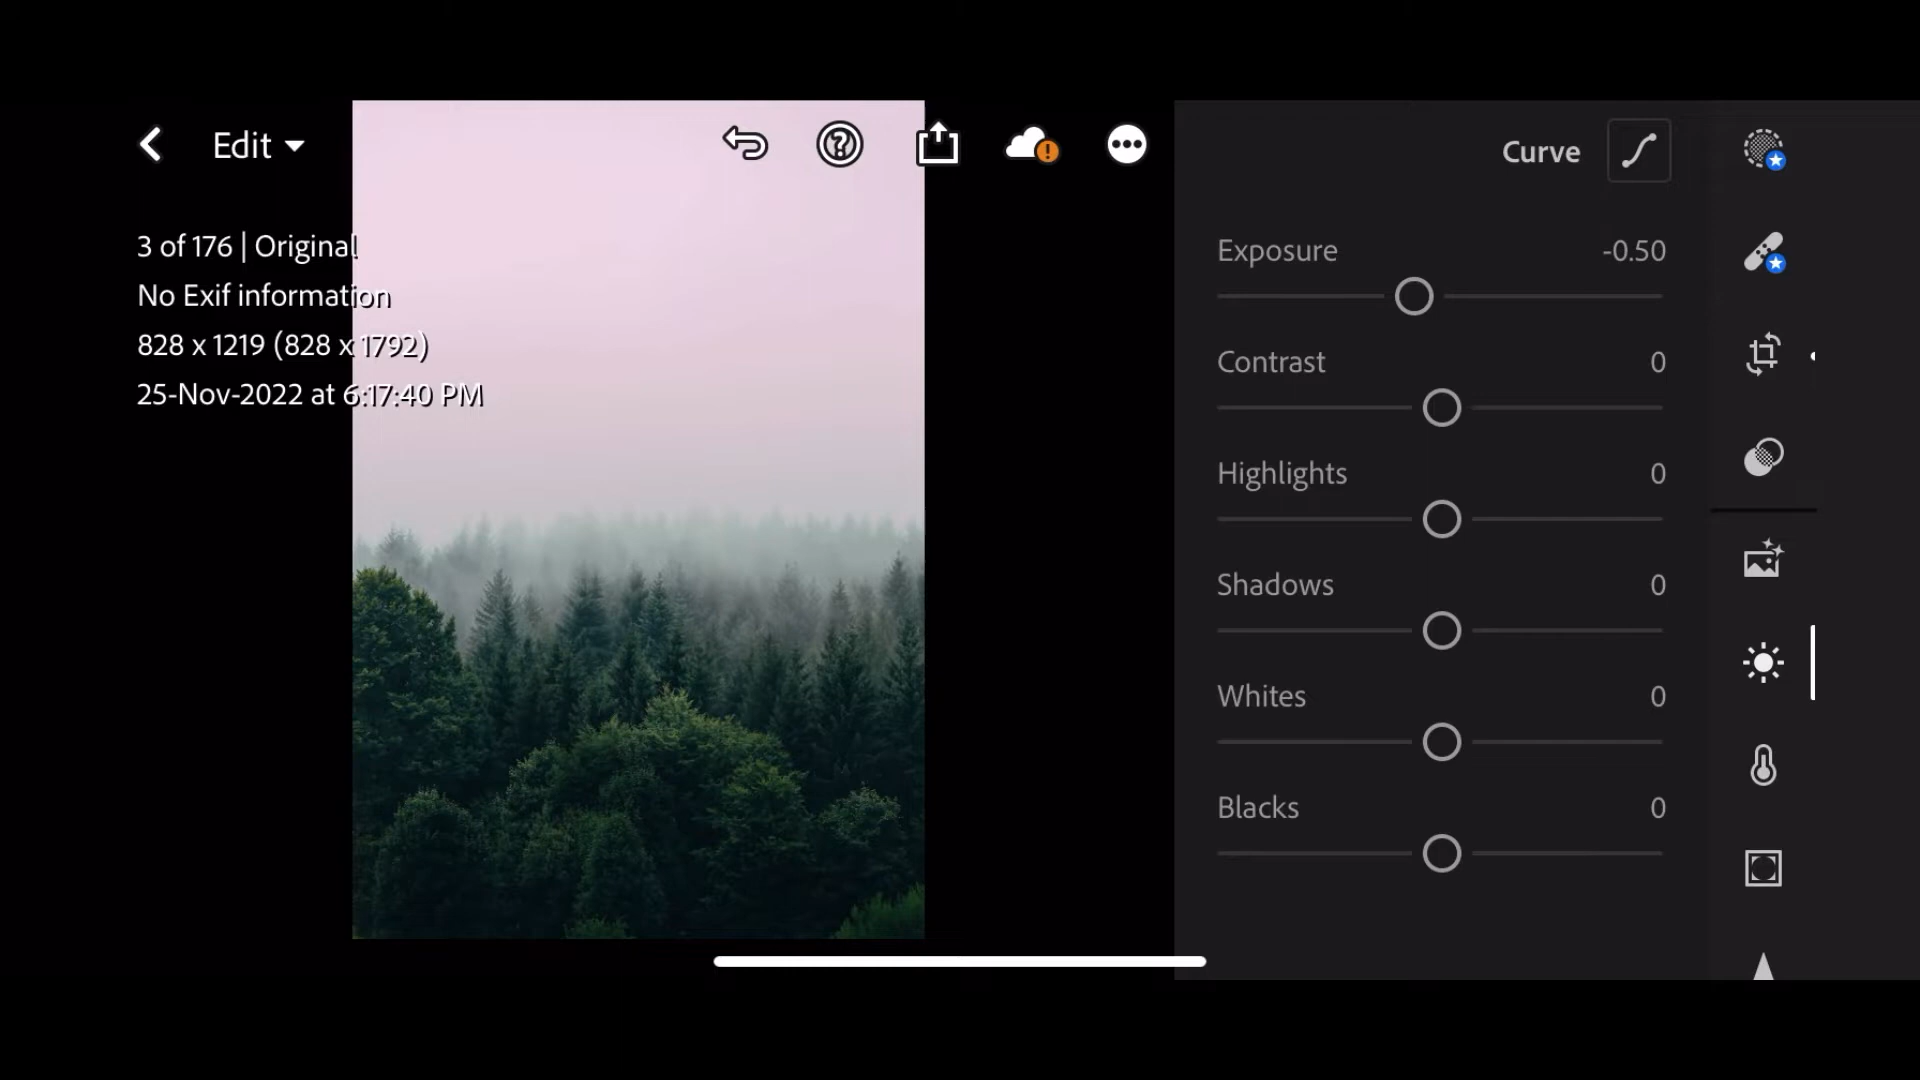 Edit
3 of 176 | Original
No Exif information
828 x 1219 (828 x 1792)
25-Nov-2022 at 6:17:40 PM
Curve
Exposure -0.50
Contrast 0
Highlights 0
Shadows 0
Whites 0
Blacks 0